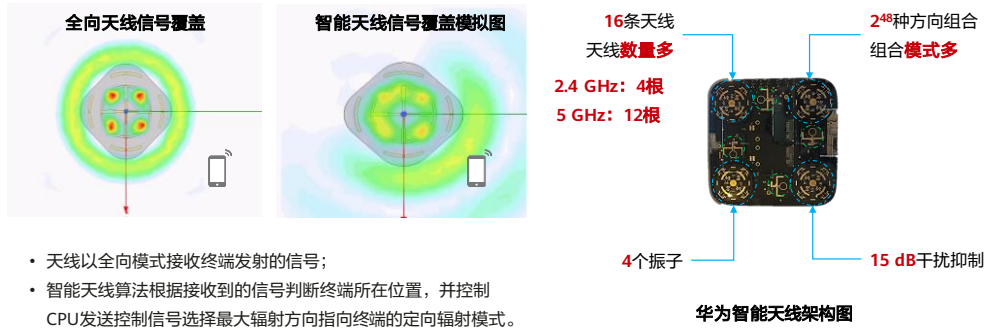 全向天线信号覆盖
智能天线信号覆盖模拟图
• 天线以全向模式接收终端发射的信号；
• 智能天线算法根据接收到的信号判断终端所在位置，并控制
CPU发送控制信号选择最大辐射方向指向终端的定向辐射模式。
16条天线
天线数量多
2.4 GHz：4根
5 GHz：12根
2⁴⁸种方向组合
组合模式多
4个振子
15 dB干扰抑制
华为智能天线架构图